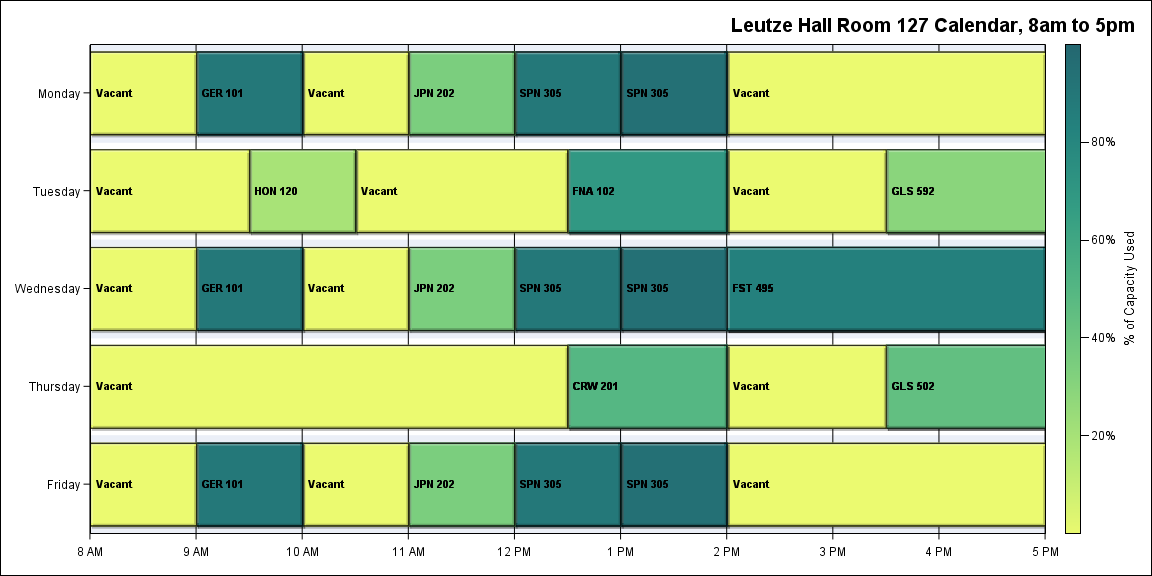 Leutze Hall Room 127 Calendar, 8am to 5pm
Monday
Vacant
GER 101
Vacant
JPN 202
SPN 305
SPN 305
Vacant
Tuesday
Vacant
HON 120
Vacant
FNA 102
Vacant
GLS 592
Wednesday
Vacant
GER 101
Vacant
JPN 202
SPN 305
SPN 305
FST 495
Thursday
Vacant
CRW 201
Vacant
GLS 502
Friday
Vacant
GER 101
Vacant
JPN 202
SPN 305
SPN 305
Vacant
8 AM
9 AM
10 AM
11 AM
12 PM
1 PM
2 PM
3 PM
4 PM
5 PM
80%
60%
40%
20%
% of Capacity Used